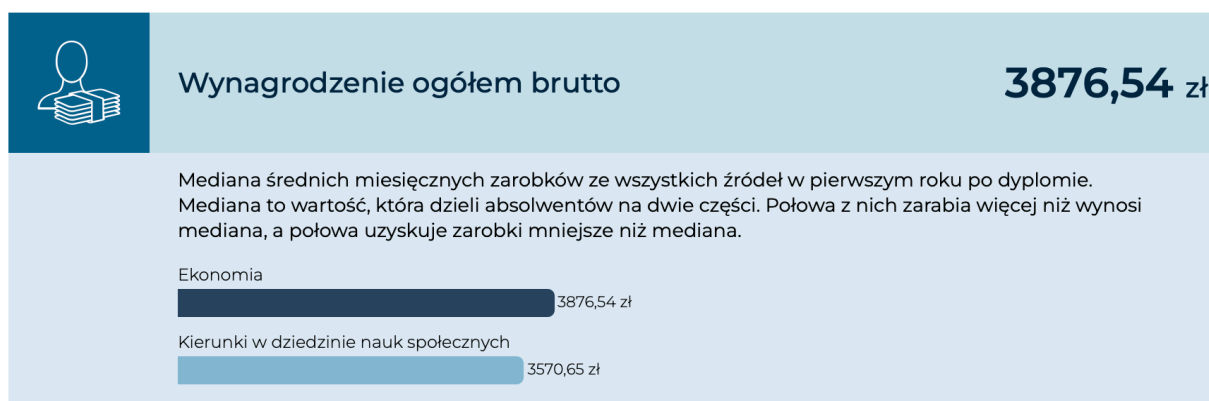 Wynagrodzenie ogółem brutto
3876,54 zł
Mediana średnich miesięcznych zarobków ze wszystkich źródeł w pierwszym roku po dyplomie.
Mediana to wartość, która dzieli absolwentów na dwie części. Połowa z nich zarabia więcej niż wynosi
mediana, a połowa uzyskuje zarobki mniejsze niż mediana.
Ekonomia
3876,54 zł
Kierunki w dziedzinie nauk społecznych
3570,65 zł